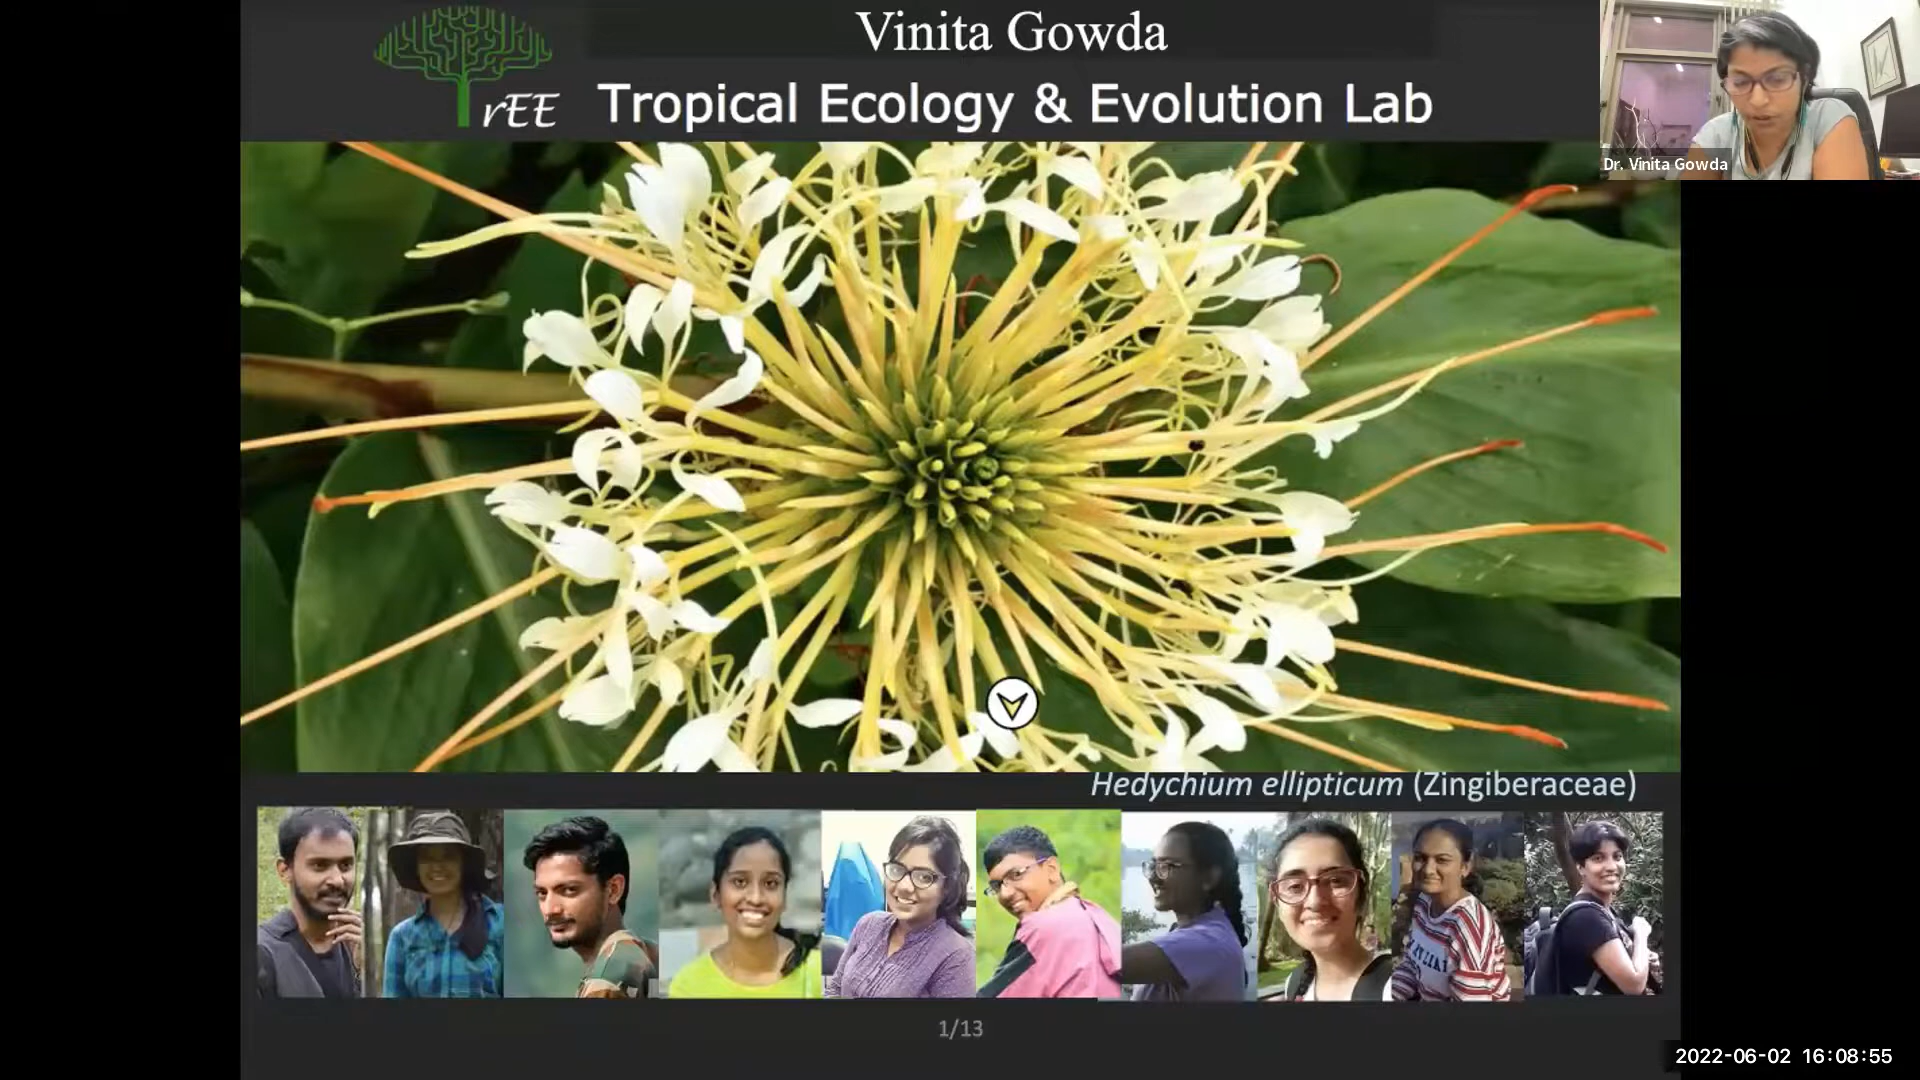 Vinita Gowda
rEE
Tropical Ecology & Evolution Lab
Dr. Vinita Gowda
Hedychium ellipticum (Zingiberaceae)
1/13
2022-06-02 16:08:55